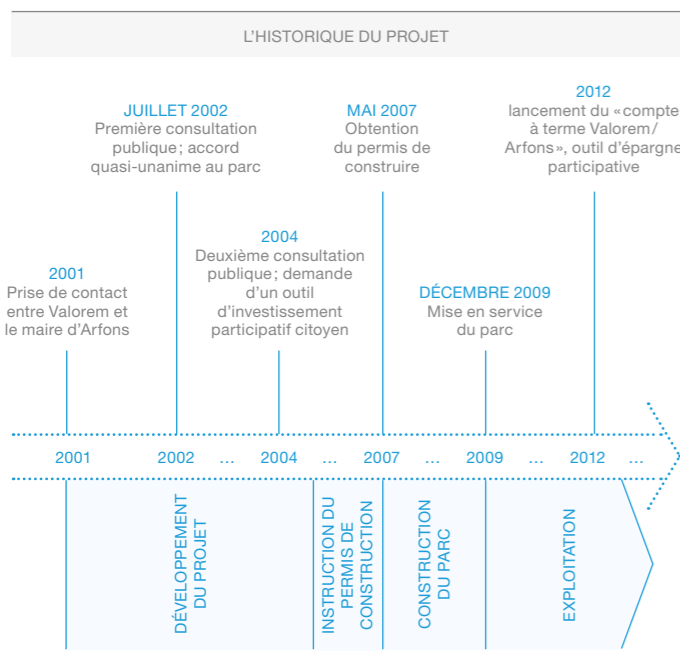 L'HISTORIQUE DU PROJET
2001
Prise de contact
entre Valorem et
le maire d'Arfons
JUILLET 2002
Première consultation
publique; accord
quasi-unanime au parc
2004
Deuxième consultation
publique; demande
d'un outil
d'investissement
participatif citoyen
MAI 2007
Obtention
du permis de
construire
DÉCEMBRE 2009
Mise en service
du parc
2012
lancement du «compte
à terme Valorem/
Arfons», outil d'épargne
participative
2001 2002 ... 2004 ... 2007 ... 2009 ... 2012 ...
DÉVELOPPEMENT
DU PROJET
INSTRUCTION DU
PERMIS DE
CONSTRUCTION
CONSTRUCTION
DU PARC
EXPLOITATION